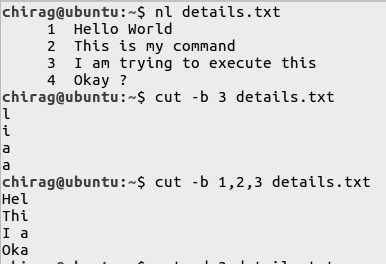 chirag@ubuntu:~$ nl details.txt
1 Hello World
2 This is my command
3 I am trying to execute this
4 Okay ?
chirag@ubuntu:~$ cut -b 3 details.txt
l
i
a
a
chirag@ubuntu:~$ cut -b 1,2,3 details.txt
Hel
Thi
I a
Oka